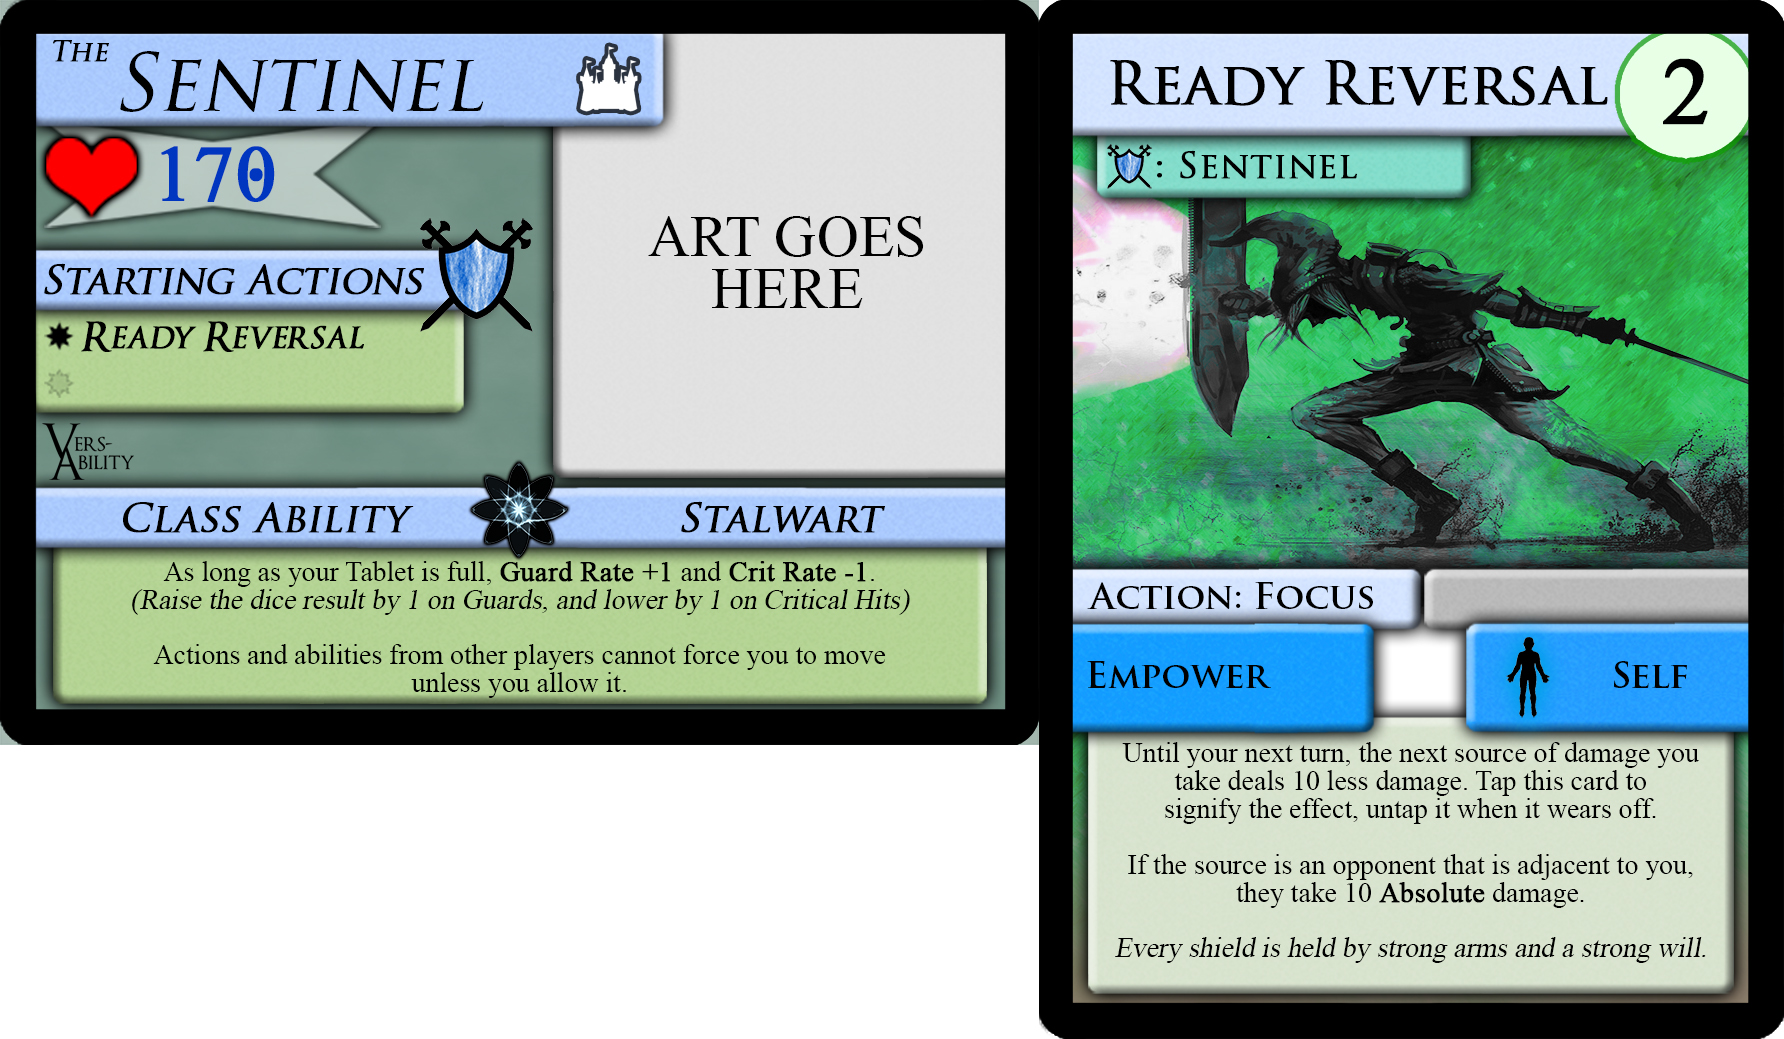 THE SENTINEL
170
STARTING ACTIONS
READY REVERSAL
VERS-
ABILITY
ART GOES
HERE
CLASS ABILITY STALWART
As long as your Tablet is full, Guard Rate +1 and Crit Rate -1.
(Raise the dice result by 1 on Guards, and lower by 1 on Critical Hits)
Actions and abilities from other players cannot force you to move
unless you allow it.
READY REVERSAL 2
: SENTINEL
ACTION: FOCUS
EMPOWER SELF
Until your next turn, the next source of damage you
take deals 10 less damage. Tap this card to
signify the effect, untap it when it wears off.
If the source is an opponent that is adjacent to you,
they take 10 Absolute damage.
Every shield is held by strong arms and a strong will.